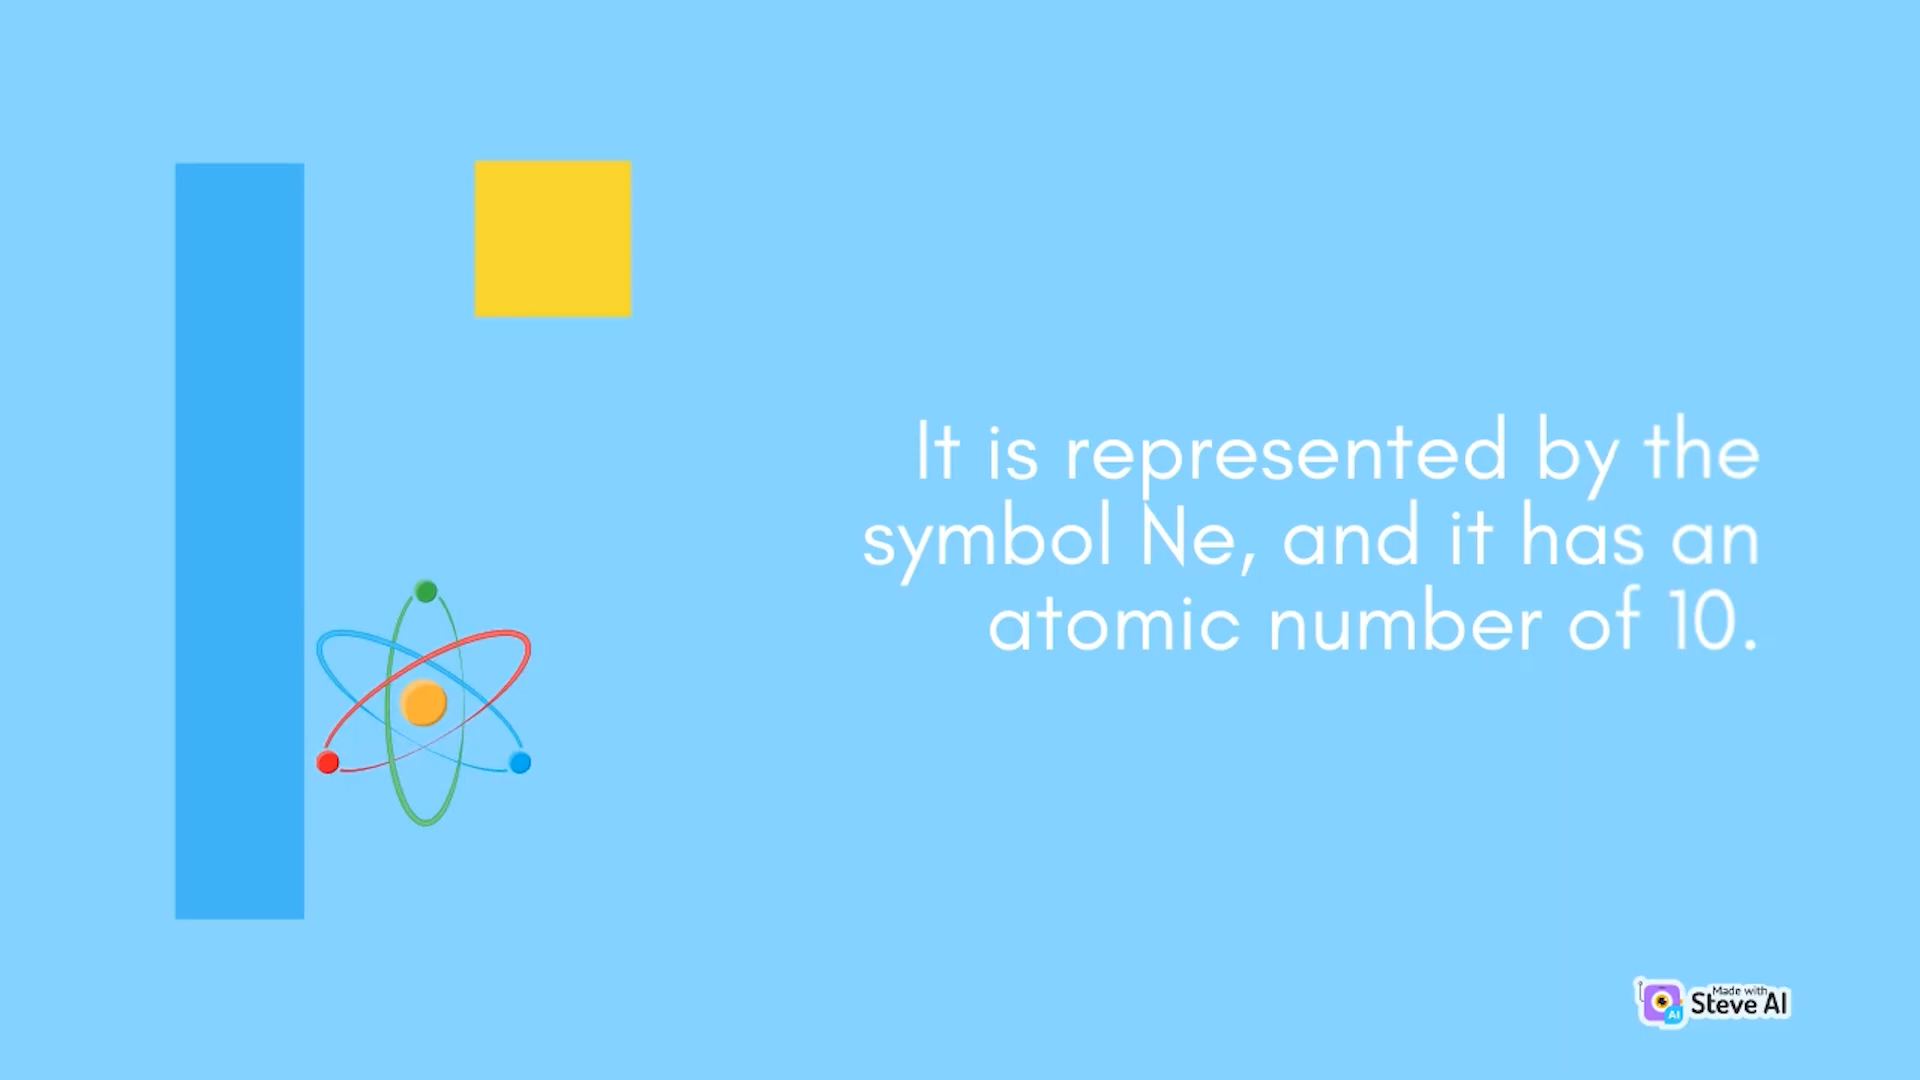 It is represented by the
symbol Ne, and it has an
atomic number of 10.
Made with
Steve AI
AI